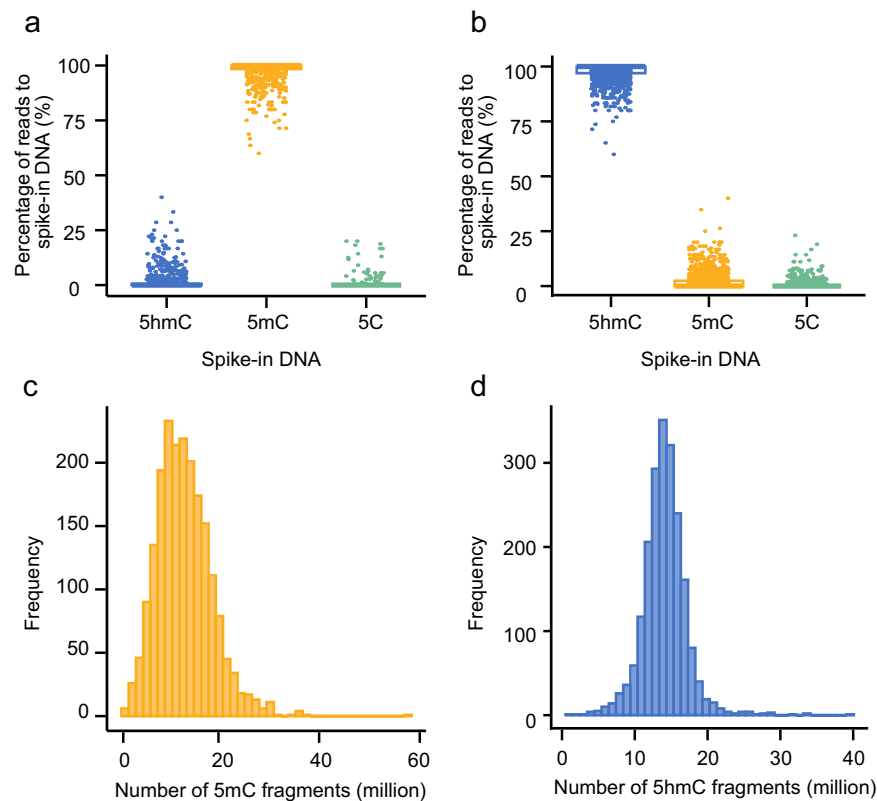 a
Percentage of reads to
spike-in DNA (%)
100
75
50
25
0
5hmC 5mC 5C
Spike-in DNA
b
Percentage of reads to
spike-in DNA (%)
100
75
50
25
0
5hmC 5mC 5C
Spike-in DNA
c
Frequency
200
150
100
50
0
0 20 40 60
Number of 5mC fragments (million)
d
Frequency
300
200
100
0
0 10 20 30 40
Number of 5hmC fragments (million)